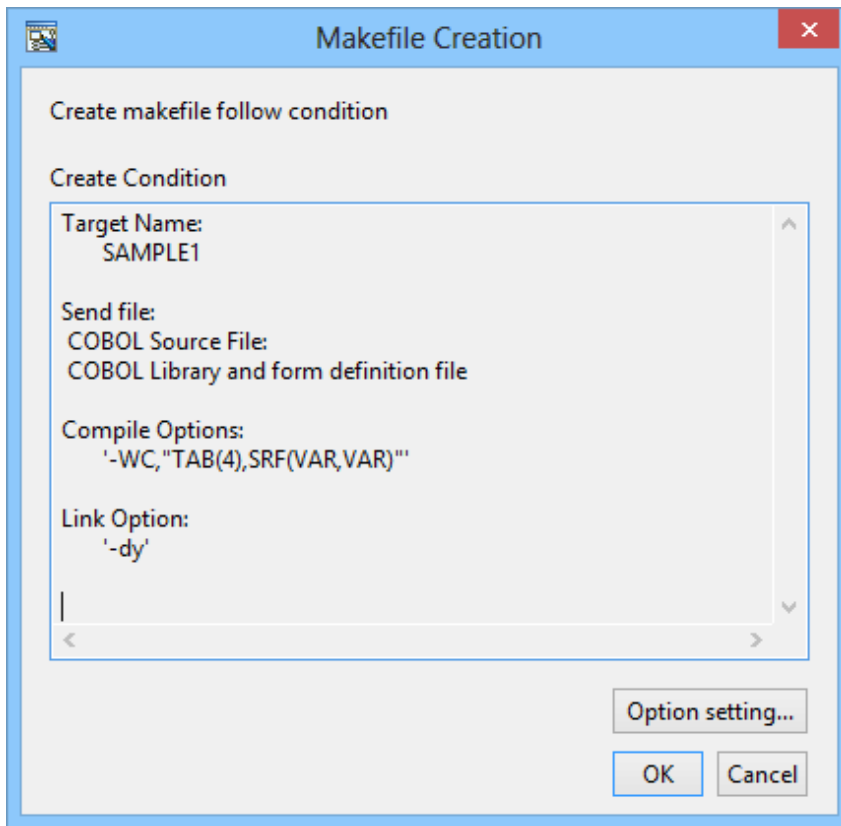 Makefile Creation
Create makefile follow condition
Create Condition
Target Name:
SAMPLE1
Send file:
COBOL Source File:
COBOL Library and form definition file
Compile Options:
'-WC,"TAB(4),SRF(VAR,VAR)"'
Link Option:
'-dy'
Option setting...
OK Cancel